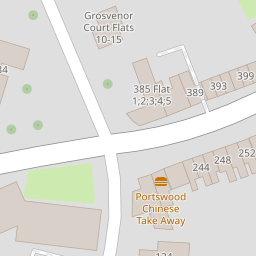 Grosvenor
Court Flats
10-15
34
385 Flat
1;2;3;4;5
389
393
399
244
248
252
Portswood
Chinese
Take Away